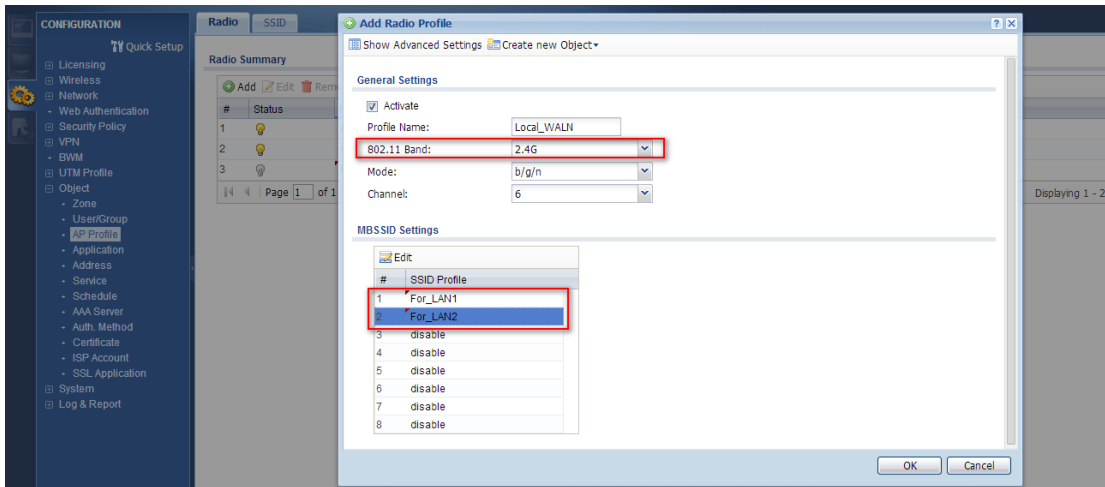 CONFIGURATION
Quick Setup
Licensing
Wireless
Network
Web Authentication
Security Policy
VPN
BWM
UTM Profile
Object
Zone
User/Group
AP Profile
Application
Address
Service
Schedule
AAA Server
Auth. Method
Certificate
ISP Account
SSL Application
System
Log & Report
Radio SSID
Radio Summary
Add Edit Rem
# Status
1
2
3
Page 1 of 1
Displaying 1 - 2
Add Radio Profile
Show Advanced Settings Create new Object
General Settings
Activate
Profile Name: Local_WALN
802.11 Band: 2.4G
Mode: b/g/n
Channel: 6
MBSSID Settings
Edit
# SSID Profile
1 For_LAN1
2 For_LAN2
3 disable
4 disable
5 disable
6 disable
7 disable
8 disable
OK Cancel